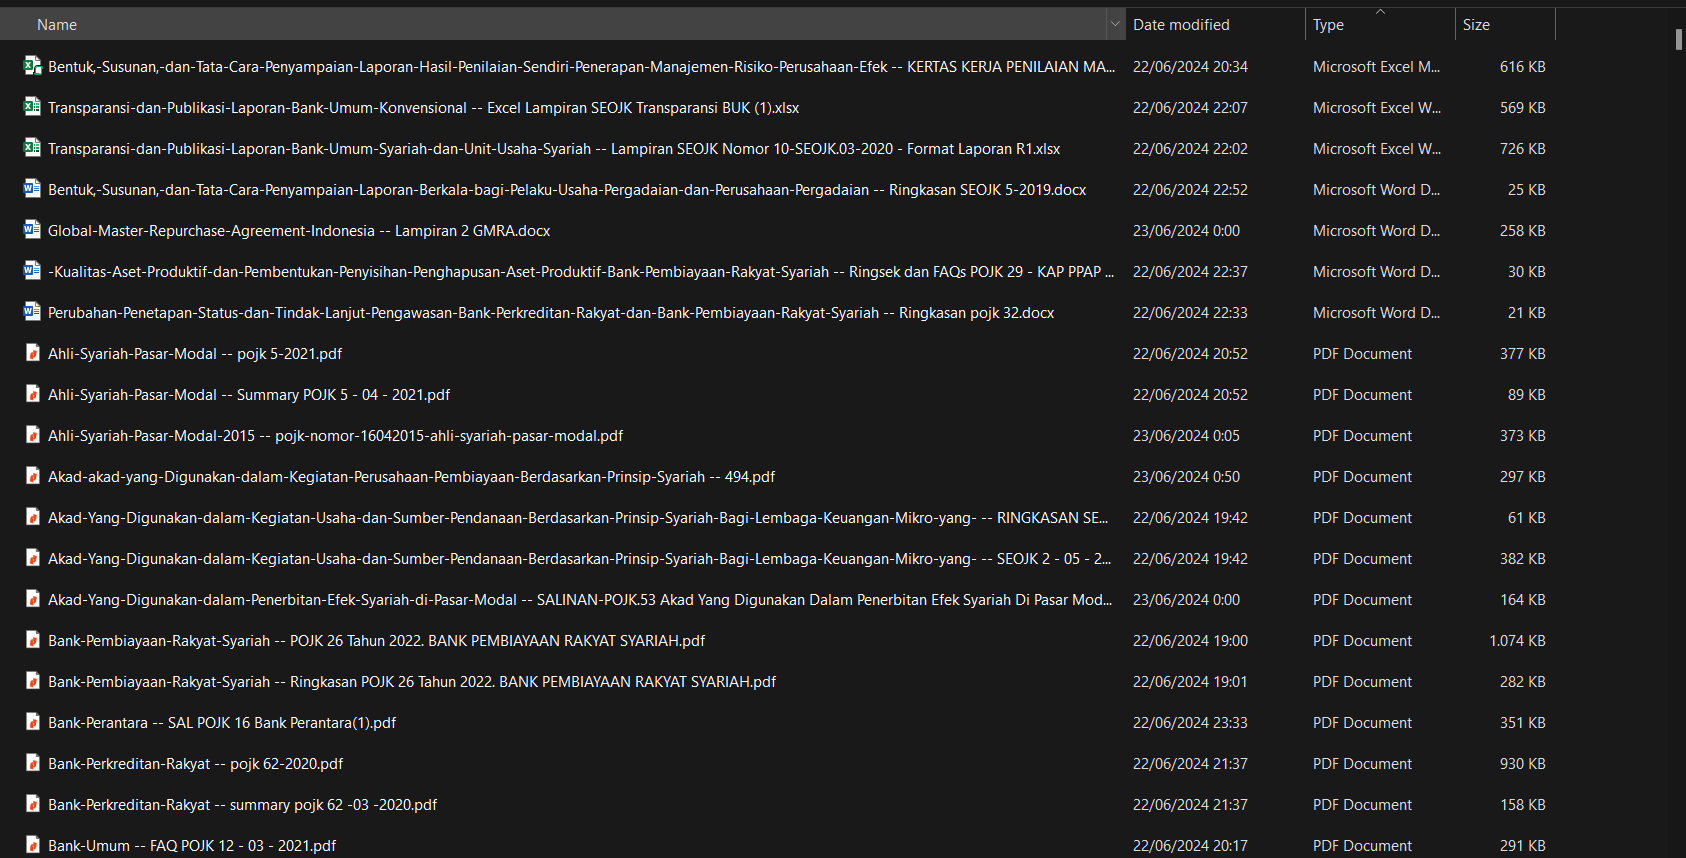 Name Date modified Type Size
Bentuk,-Susunan,-dan-Tata-Cara-Penyampaian-Laporan-Hasil-Penilaian-Sendiri-Penerapan-Manajemen-Risiko-Perusahaan-Efek -- KERTAS KERJA PENILAIAN MA... 22/06/2024 20:34 Microsoft Excel M... 616 KB
Transparansi-dan-Publikasi-Laporan-Bank-Umum-Konvensional -- Excel Lampiran SEOJK Transparansi BUK (1).xlsx 22/06/2024 22:07 Microsoft Excel W... 569 KB
Transparansi-dan-Publikasi-Laporan-Bank-Umum-Syariah-dan-Unit-Usaha-Syariah -- Lampiran SEOJK Nomor 10-SEOJK.03-2020 - Format Laporan R1.xlsx 22/06/2024 22:02 Microsoft Excel W... 726 KB
Bentuk,-Susunan,-dan-Tata-Cara-Penyampaian-Laporan-Berkala-bagi-Pelaku-Usaha-Pergadaian-dan-Perusahaan-Pergadaian -- Ringkasan SEOJK 5-2019.docx 22/06/2024 22:52 Microsoft Word D... 25 KB
Global-Master-Repurchase-Agreement-Indonesia -- Lampiran 2 GMRA.docx 23/06/2024 0:00 Microsoft Word D... 258 KB
-Kualitas-Aset-Produktif-dan-Pembentukan-Penyisihan-Penghapusan-Aset-Produktif-Bank-Pembiayaan-Rakyat-Syariah -- Ringsek dan FAQs POJK 29 - KAP PPAP ... 22/06/2024 22:37 Microsoft Word D... 30 KB
Perubahan-Penetapan-Status-dan-Tindak-Lanjut-Pengawasan-Bank-Perkreditan-Rakyat-dan-Bank-Pembiayaan-Rakyat-Syariah -- Ringkasan pojk 32.docx 22/06/2024 22:33 Microsoft Word D... 21 KB
Ahli-Syariah-Pasar-Modal -- pojk 5-2021.pdf 22/06/2024 20:52 PDF Document 377 KB
Ahli-Syariah-Pasar-Modal -- Summary POJK 5 - 04 - 2021.pdf 22/06/2024 20:52 PDF Document 89 KB
Ahli-Syariah-Pasar-Modal-2015 -- pojk-nomor-16042015-ahli-syariah-pasar-modal.pdf 23/06/2024 0:05 PDF Document 373 KB
Akad-akad-yang-Digunakan-dalam-Kegiatan-Perusahaan-Pembiayaan-Berdasarkan-Prinsip-Syariah -- 494.pdf 23/06/2024 0:50 PDF Document 297 KB
Akad-Yang-Digunakan-dalam-Kegiatan-Usaha-dan-Sumber-Pendanaan-Berdasarkan-Prinsip-Syariah-Bagi-Lembaga-Keuangan-Mikro-yang- -- RINGKASAN SE... 22/06/2024 19:42 PDF Document 61 KB
Akad-Yang-Digunakan-dalam-Kegiatan-Usaha-dan-Sumber-Pendanaan-Berdasarkan-Prinsip-Syariah-Bagi-Lembaga-Keuangan-Mikro-yang- -- SEOJK 2 - 05 - 2... 22/06/2024 19:42 PDF Document 382 KB
Akad-Yang-Digunakan-dalam-Penerbitan-Efek-Syariah-di-Pasar-Modal -- SALINAN-POJK.53 Akad Yang Digunakan Dalam Penerbitan Efek Syariah Di Pasar Mod... 23/06/2024 0:00 PDF Document 164 KB
Bank-Pembiayaan-Rakyat-Syariah -- POJK 26 Tahun 2022. BANK PEMBIAYAAN RAKYAT SYARIAH.pdf 22/06/2024 19:00 PDF Document 1.074 KB
Bank-Pembiayaan-Rakyat-Syariah -- Ringkasan POJK 26 Tahun 2022. BANK PEMBIAYAAN RAKYAT SYARIAH.pdf 22/06/2024 19:01 PDF Document 282 KB
Bank-Perantara -- SAL POJK 16 Bank Perantara(1).pdf 22/06/2024 23:33 PDF Document 351 KB
Bank-Perkreditan-Rakyat -- pojk 62-2020.pdf 22/06/2024 21:37 PDF Document 930 KB
Bank-Perkreditan-Rakyat -- summary pojk 62 -03 -2020.pdf 22/06/2024 21:37 PDF Document 158 KB
Bank-Umum -- FAQ POJK 12 - 03 - 2021.pdf 22/06/2024 20:17 PDF Document 291 KB